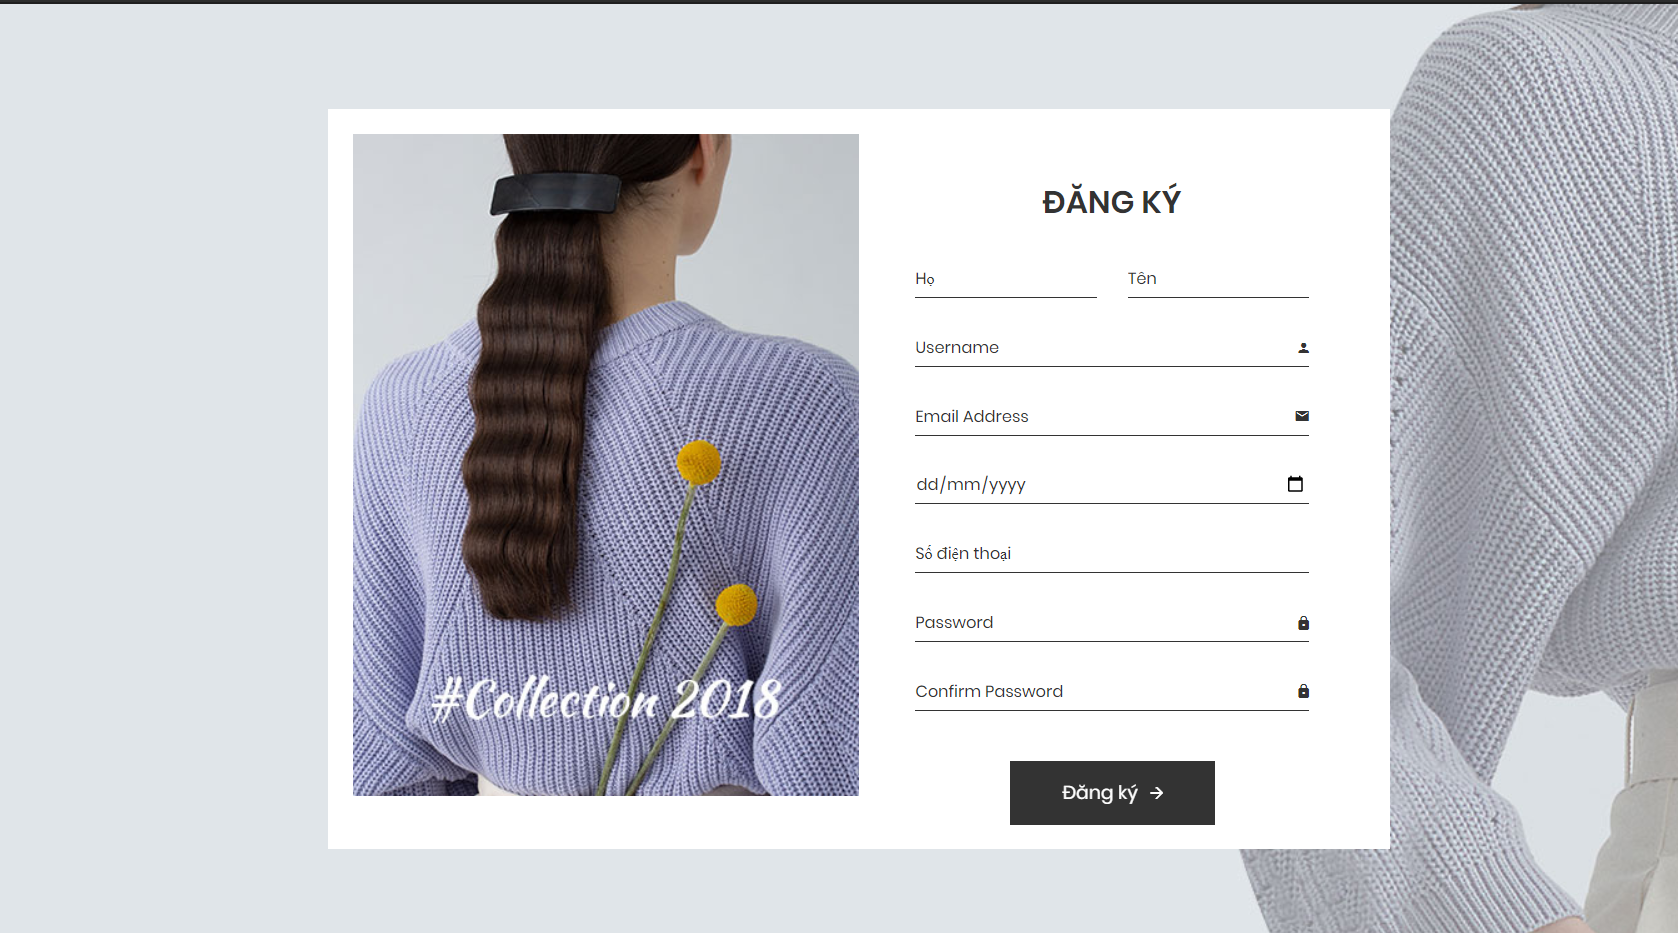 ĐĂNG KÝ
Họ Tên
Username
Email Address
dd/mm/yyyy
Số điện thoại
Password
Confirm Password
#Collection 2018
Đăng ký